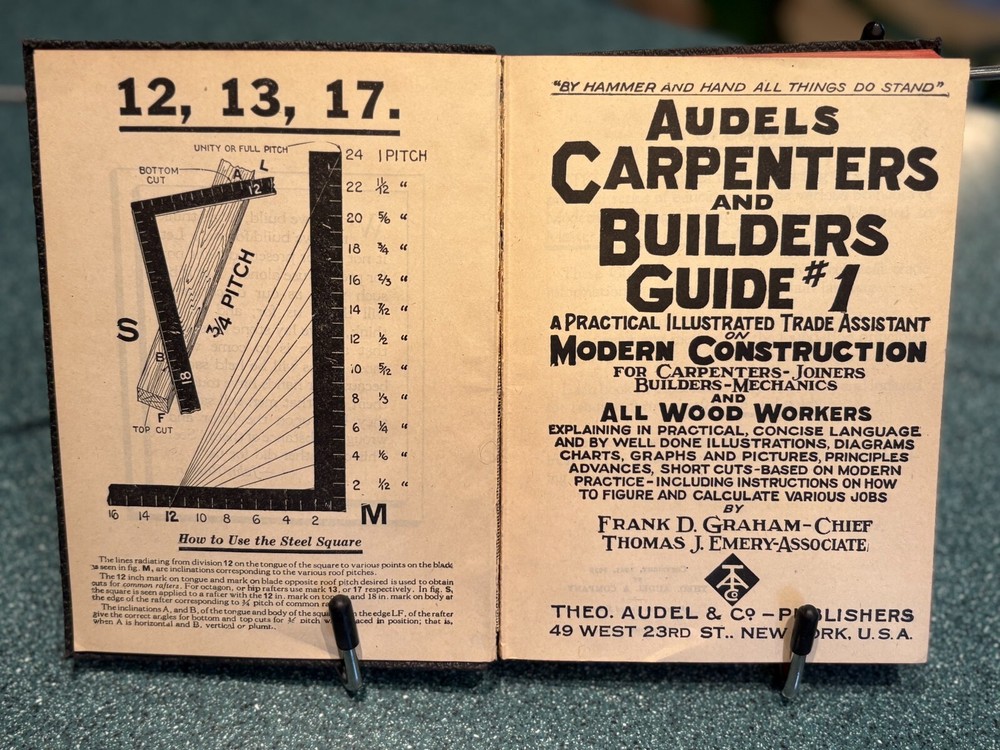 12, 13, 17.
UNITY OR FULL PITCH
24 1 PITCH
BOTTOM CUT
A L
12
22 11/12 "
20 5/6 "
18 3/4 "
3/4 PITCH
16 2/3 "
14 7/12 "
S
12 1/2 "
B
18
10 5/12 "
8 1/3 "
F
TOP CUT
6 1/4 "
4 1/6 "
2 1/12 "
16 14 12 10 8 6 4 2
M
How to Use the Steel Square
The lines radiating from division 12 on the tongue of the square to various points on the blade
as seen in fig. M, are inclinations corresponding to the various roof pitches.
The 12 inch mark on tongue and mark on blade opposite roof pitch desired is used to obtain
cuts for common rafters. For octagon, or hip rafters use mark 13, or 17 respectively. In fig. S,
the square is seen applied to a rafter with the 12 in. mark on tongue and 18 in. mark on body at
the edge of the rafter corresponding to 3/4 pitch of common
The inclinations A, and B, of the tongue and body of the square the edge LF, of the rafter
give the correct angles for bottom and top cuts for 3/4 pitch placed in position; that is,
when A is horizontal and B, vertical or plumb.
"BY HAMMER AND HAND ALL THINGS DO STAND"
AUDELS
CARPENTERS
AND
BUILDERS
GUIDE #1
A PRACTICAL ILLUSTRATED TRADE ASSISTANT
ON
MODERN CONSTRUCTION
FOR CARPENTERS-JOINERS
BUILDERS-MECHANICS
AND
ALL WOOD WORKERS
EXPLAINING IN PRACTICAL, CONCISE LANGUAGE
AND BY WELL DONE ILLUSTRATIONS, DIAGRAMS
CHARTS, GRAPHS AND PICTURES, PRINCIPLES
ADVANCES, SHORT CUTS-BASED ON MODERN
PRACTICE-INCLUDING INSTRUCTIONS ON HOW
TO FIGURE AND CALCULATE VARIOUS JOBS
BY
FRANK D. GRAHAM-CHIEF
THOMAS J. EMERY-ASSOCIATE
THEO. AUDEL & CO - PUBLISHERS
49 WEST 23RD ST.. NEW YORK, U.S.A.